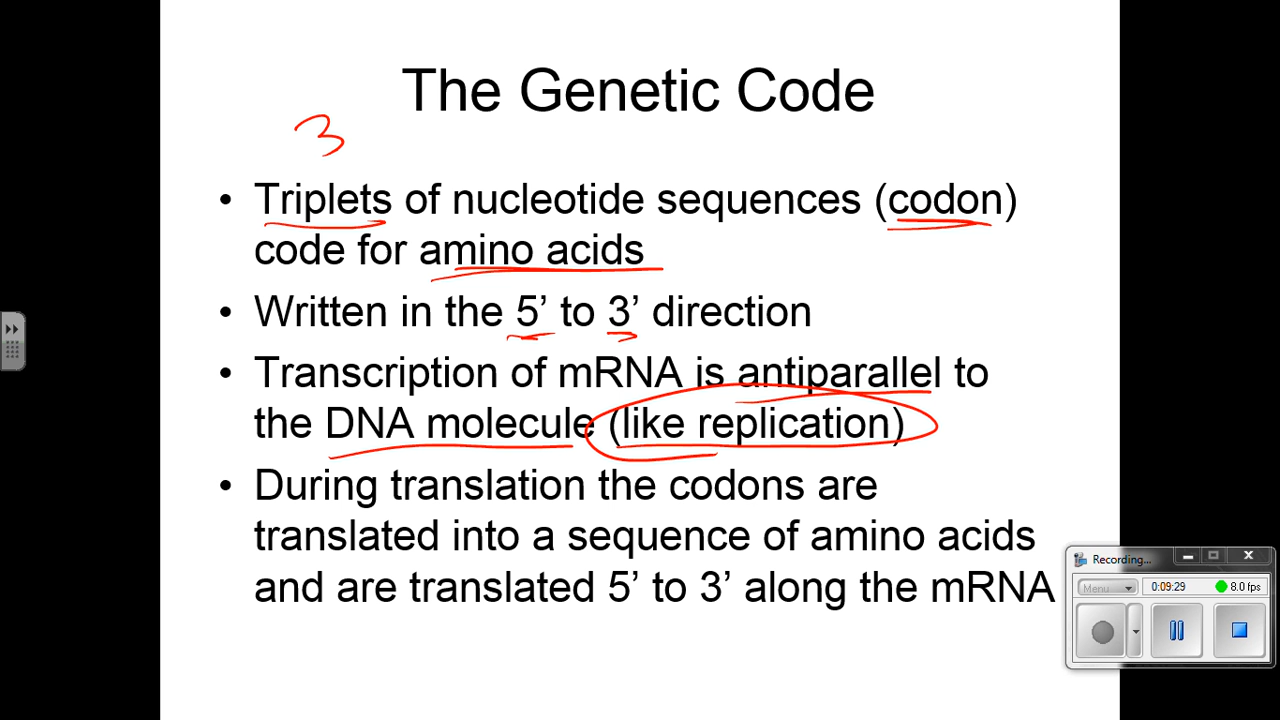 The Genetic Code
3
• Triplets of nucleotide sequences (codon)
code for amino acids
• Written in the 5’ to 3’ direction
• Transcription of mRNA is antiparallel to
the DNA molecule (like replication)
• During translation the codons are
translated into a sequence of amino acids
and are translated 5’ to 3’ along the mRNA
Recording...
Menu 0:09:29 8.0 fps